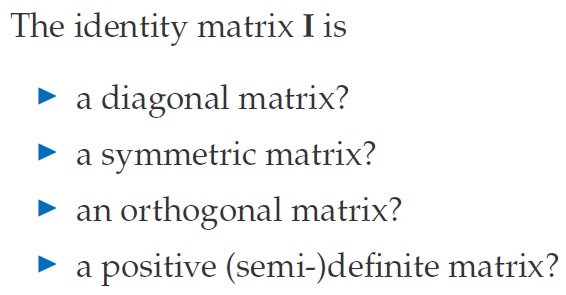 The identity matrix I is
▶ a diagonal matrix?
▶ a symmetric matrix?
▶ an orthogonal matrix?
▶ a positive (semi-)definite matrix?